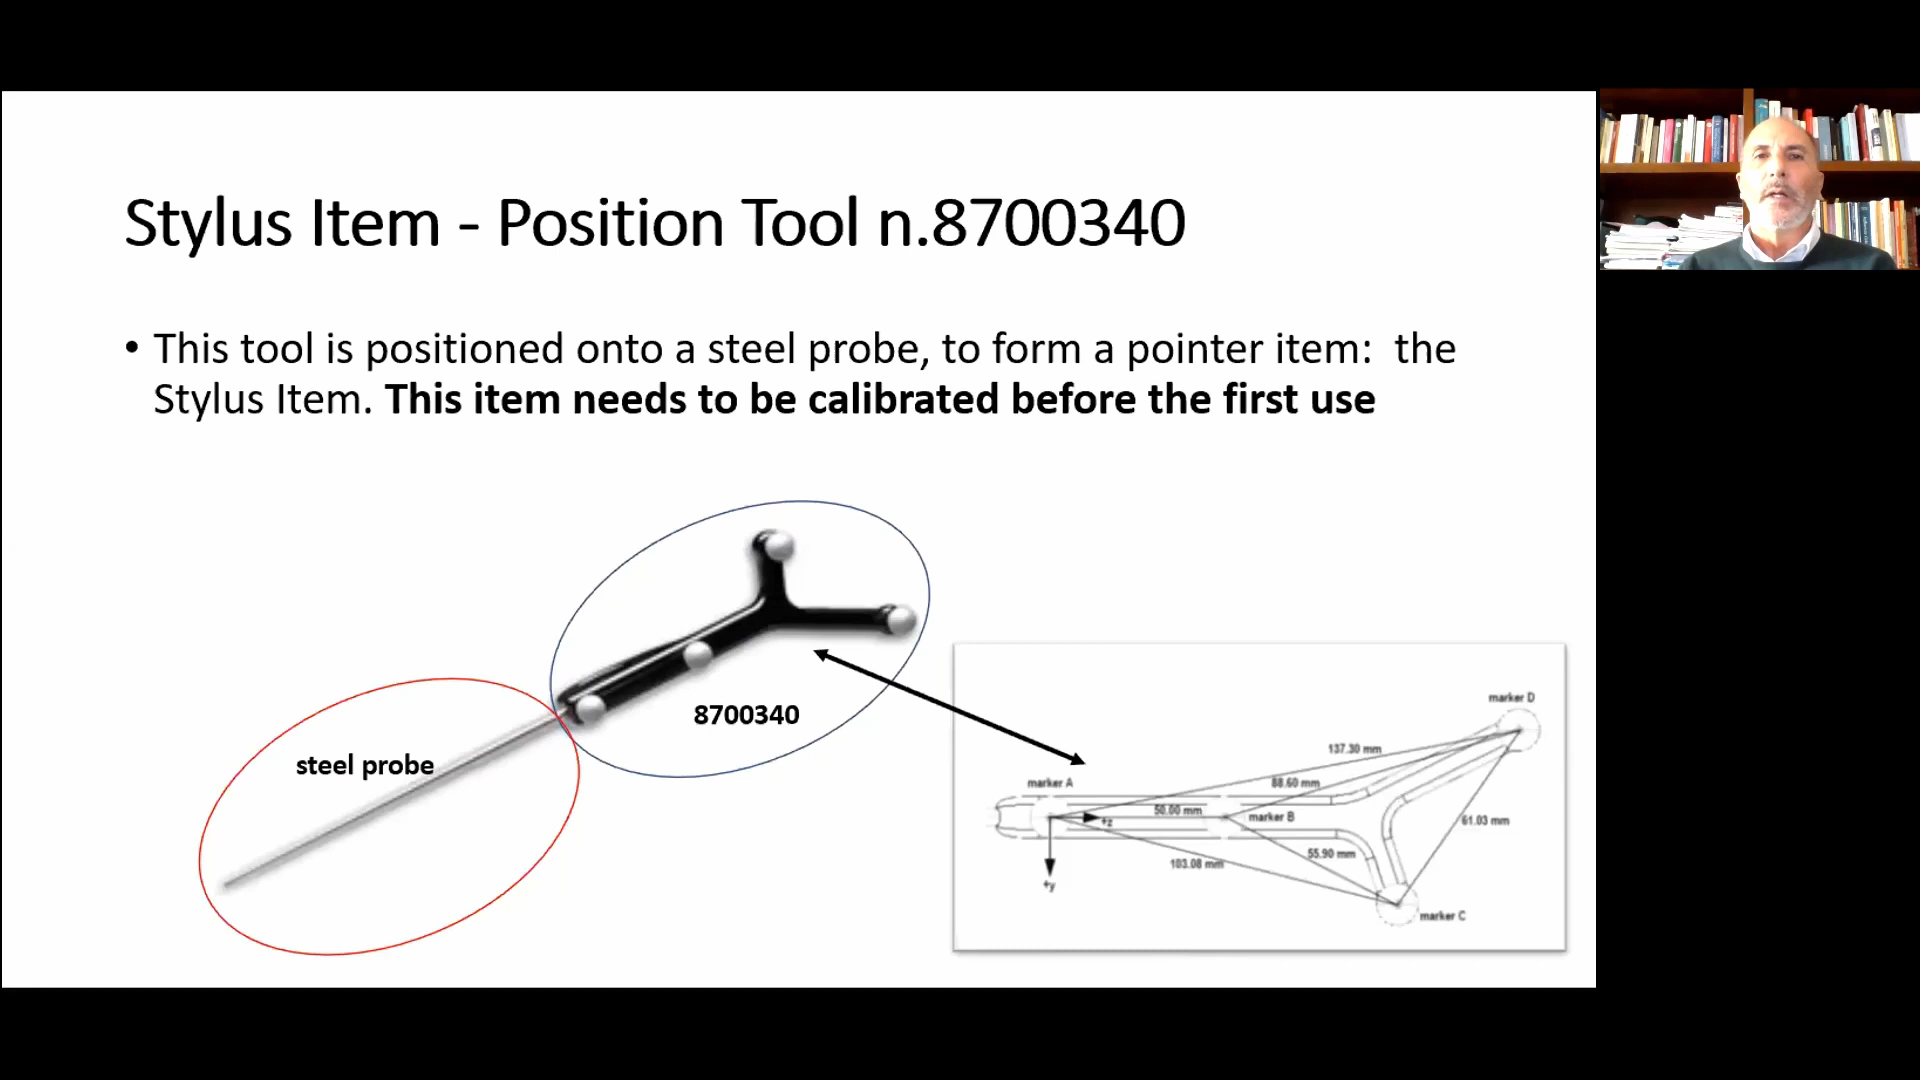 Stylus Item - Position Tool n.8700340
• This tool is positioned onto a steel probe, to form a pointer item: the
Stylus Item. This item needs to be calibrated before the first use
8700340
steel probe
marker D
137.30 mm
marker A
88.60 mm
50.00 mm
+z
marker B
61.03 mm
55.90 mm
103.08 mm
+y
marker C